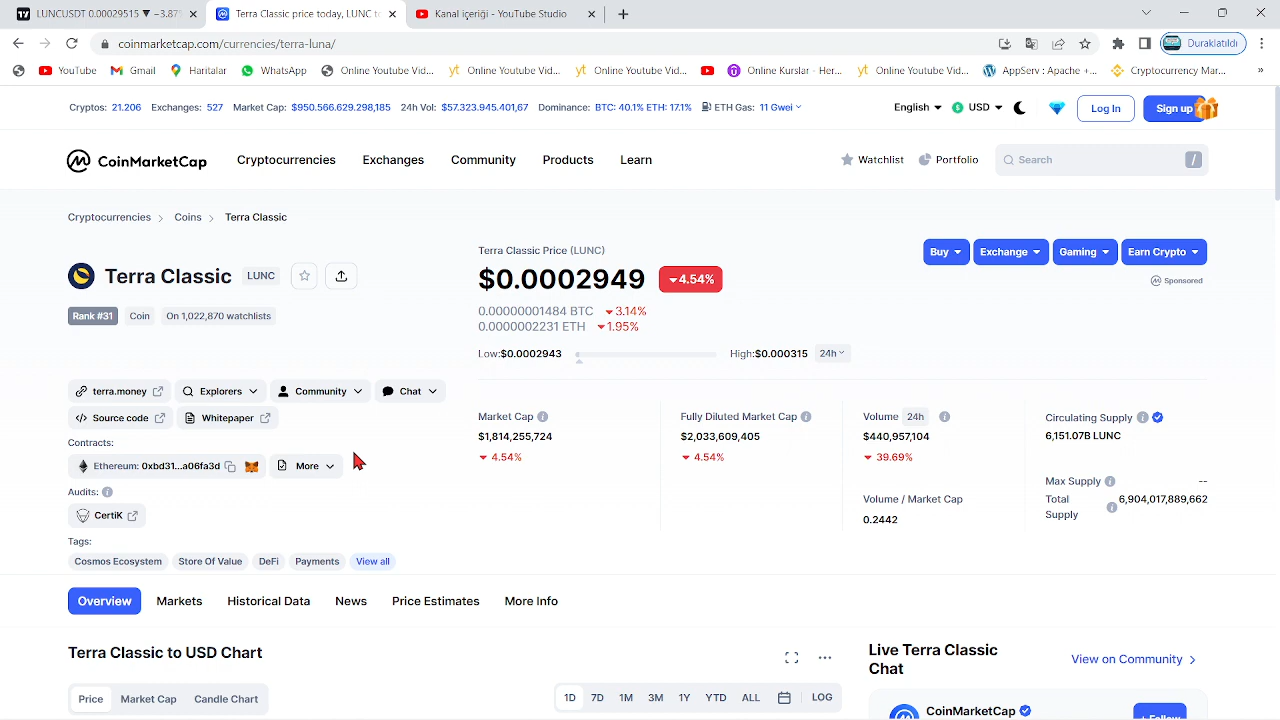 LUNCUSDT 0.00029515 ▼ −3.87%
Terra Classic price today, LUNC to
Kanal içeriği - YouTube Studio
coinmarketcap.com/currencies/terra-luna/
Duraklatıldı
YouTube
Gmail
Haritalar
WhatsApp
Online Youtube Vid...
Online Youtube Vid...
Online Youtube Vid...
Online Kurslar - Her...
Online Youtube Vid...
AppServ : Apache +...
Cryptocurrency Mar...
»
Cryptos: 21.206 Exchanges: 527 Market Cap: $950.566.629.298,185 24h Vol: $57.323.945.401,67 Dominance: BTC: 40.1% ETH: 17.1% ETH Gas: 11 Gwei
English
USD
Log In
Sign up
CoinMarketCap
Cryptocurrencies
Exchanges
Community
Products
Learn
Watchlist
Portfolio
Search
/
Cryptocurrencies > Coins > Terra Classic
Terra Classic
LUNC
Rank #31
Coin
On 1,022,870 watchlists
Terra Classic Price (LUNC)
$0.0002949
4.54%
0.00000001484 BTC 3.14%
0.0000002231 ETH 1.95%
Low:$0.0002943
High:$0.000315
24h
Buy
Exchange
Gaming
Earn Crypto
Sponsored
terra.money
Explorers
Community
Chat
Source code
Whitepaper
Contracts:
Ethereum: 0xbd31...a06fa3d
More
Audits:
CertiK
Tags:
Cosmos Ecosystem
Store Of Value
DeFi
Payments
View all
Market Cap
$1,814,255,724
4.54%
Fully Diluted Market Cap
$2,033,609,405
4.54%
Volume 24h
$440,957,104
39.69%
Volume / Market Cap
0.2442
Circulating Supply
6,151.07B LUNC
Max Supply
--
Total Supply
6,904,017,889,662
Overview
Markets
Historical Data
News
Price Estimates
More Info
Terra Classic to USD Chart
Price
Market Cap
Candle Chart
1D
7D
1M
3M
1Y
YTD
ALL
LOG
Live Terra Classic
Chat
View on Community >
CoinMarketCap
+ Follow